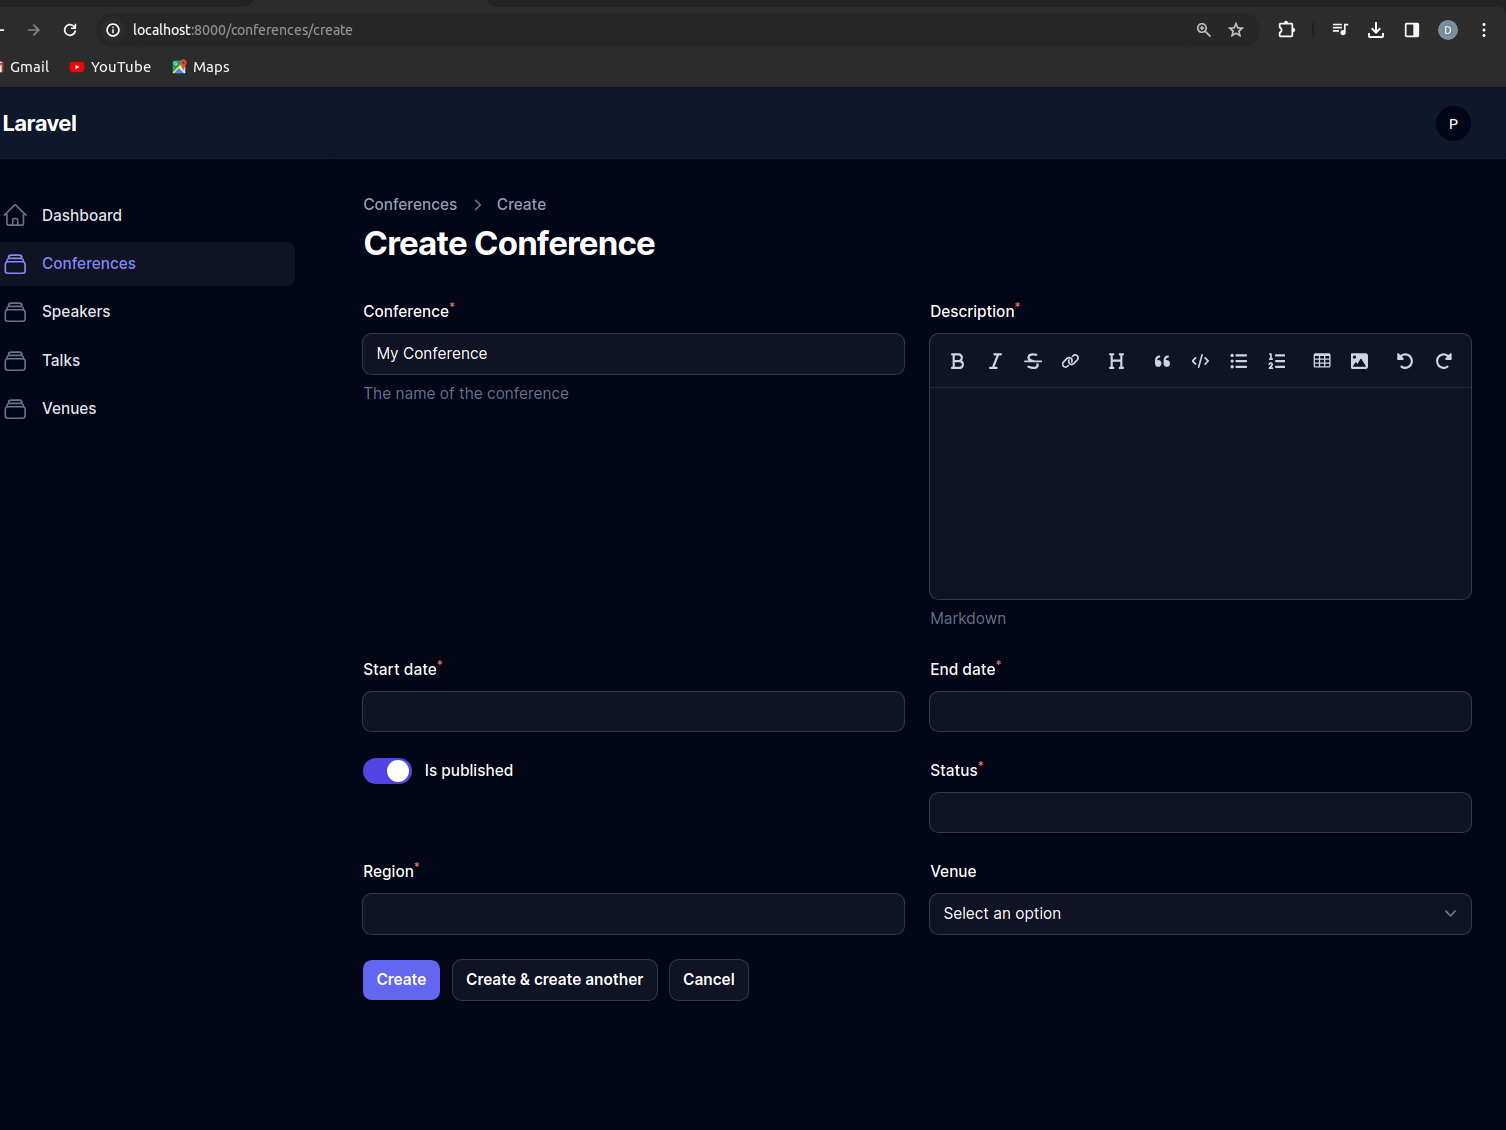 localhost:8000/conferences/create
D
Gmail YouTube Maps
Laravel
P
Dashboard
Conferences
Speakers
Talks
Venues
Conferences > Create
Create Conference
Conference*
My Conference
The name of the conference
Description*
Markdown
Start date*
End date*
Is published
Status*
Region*
Venue
Select an option
Create
Create & create another
Cancel